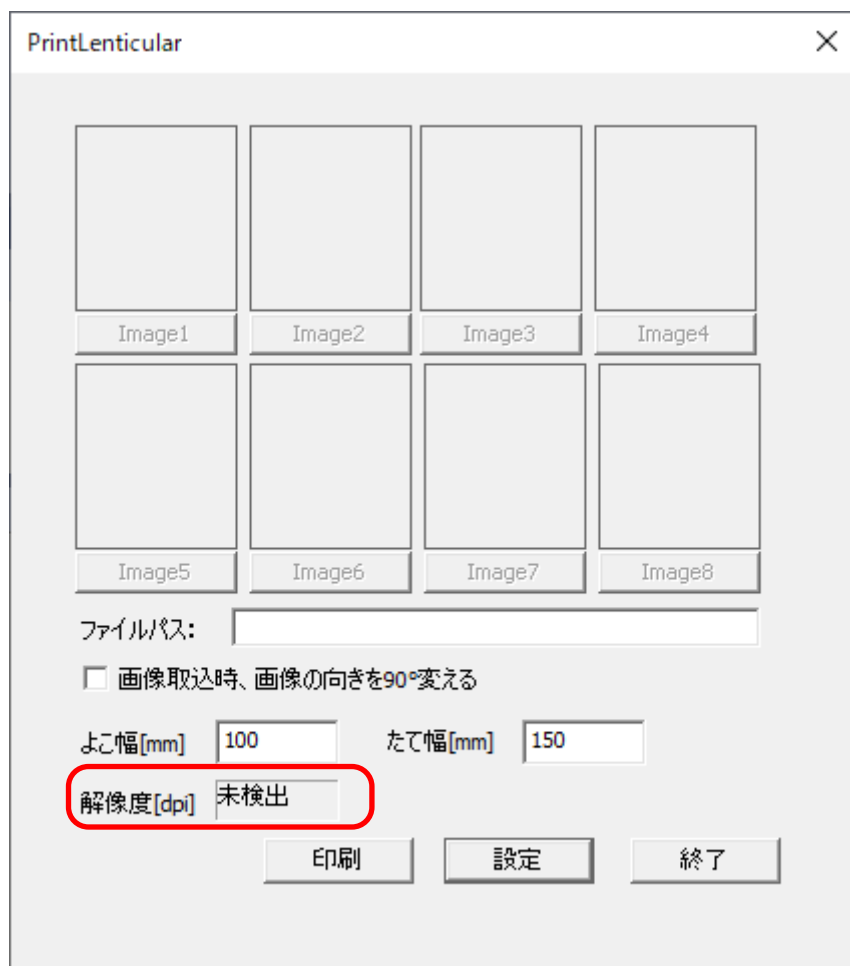 PrintLenticular
Image1 Image2 Image3 Image4
Image5 Image6 Image7 Image8
ファイルパス:
画像取込時、画像の向きを90°変える
よこ幅[mm] 100 たて幅[mm] 150
解像度[dpi] 未検出
印刷 設定 終了